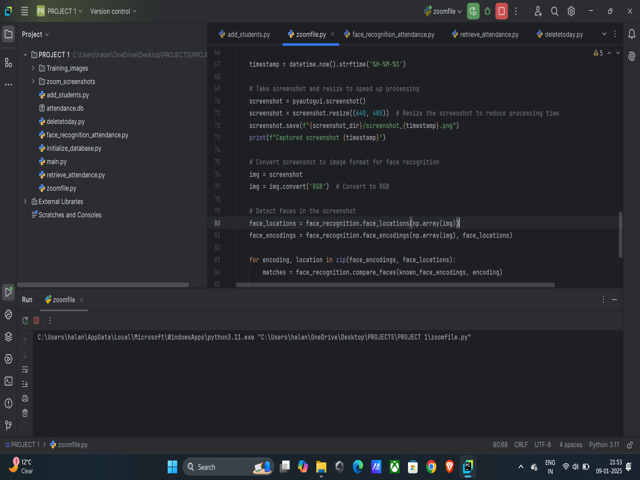 PR PROJECT 1 Version control zoomfile
Project
add_students.py zoomfile.py face_recognition_attendance.py retrieve_attendance.py deletetoday.py
PROJECT 1 C:\Users\halan\OneDrive\Desktop\PROJECTS\PROJECT 1
Training_images
zoom_screenshots
add_students.py
attendance.db
deletetoday.py
face_recognition_attendance.py
initialize_database.py
main.py
retrieve_attendance.py
zoomfile.py
External Libraries
Scratches and Consoles
5
66
67 timestamp = datetime.now().strftime('%H-%M-%S')
68
69 # Take screenshot and resize to speed up processing
70 screenshot = pyautogui.screenshot()
71 screenshot = screenshot.resize((640, 480)) # Resize the screenshot to reduce processing time
72 screenshot.save(f"{screenshot_dir}/screenshot_{timestamp}.png")
73 print(f"Captured screenshot {timestamp}")
74
75 # Convert screenshot to image format for face recognition
76 img = screenshot
77 img = img.convert('RGB') # Convert to RGB
78
79 # Detect faces in the screenshot
80 face_locations = face_recognition.face_locations(np.array(img))
81 face_encodings = face_recognition.face_encodings(np.array(img), face_locations)
82
83 for encoding, location in zip(face_encodings, face_locations):
84 matches = face_recognition.compare_faces(known_face_encodings, encoding)
Run zoomfile
C:\Users\halan\AppData\Local\Microsoft\WindowsApps\python3.11.exe "C:\Users\halan\OneDrive\Desktop\PROJECTS\PROJECT 1\zoomfile.py"
PROJECT 1 zoomfile.py
80:68 CRLF UTF-8 4 spaces Python 3.11
12°C
Clear
Search
ENG
IN
21:53
09-01-2025